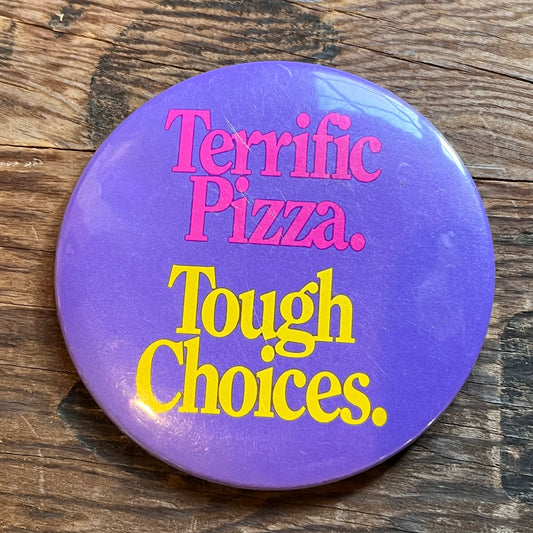 Terrific
Pizza.
Tough
Choices.